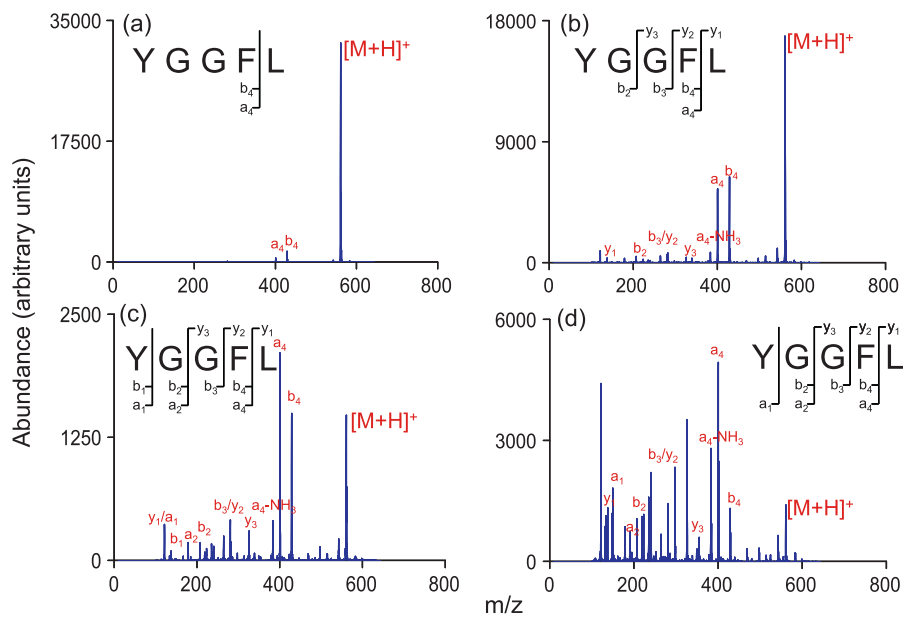 Abundance (arbitrary units)
(a)
35000
17500
0
0 200 400 600 800
Y G G F L
b4
a4
[M+H]+
a4 b4
(b)
18000
9000
0
0 200 400 600 800
y3 y2 y1
Y G G F L
b2 b3 b4
a4
[M+H]+
a4 b4
y1 b2 b3/y2 y3 a4-NH3
(c)
2500
1250
0
0 200 400 600 800
y3 y2 y1
Y G G F L
b1 b2 b3 b4
a1 a2 a4
a4
b4
[M+H]+
y1/a1 b1 a2 b2 b3/y2 y3 a4-NH3
(d)
6000
3000
0
0 200 400 600 800
y3 y2 y1
Y G G F L
b2 b3 b4
a1 a2 a4
a4
a4-NH3
b3/y2
a1
y b2 b4
a2 y3
[M+H]+
m/z